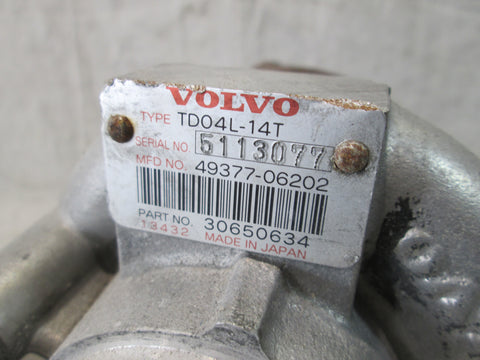 VOLVO
TYPE TD04L-14T
SERIAL NO. 5113077
MFD NO. 49377-06202
PART NO. 30650634
13432 MADE IN JAPAN